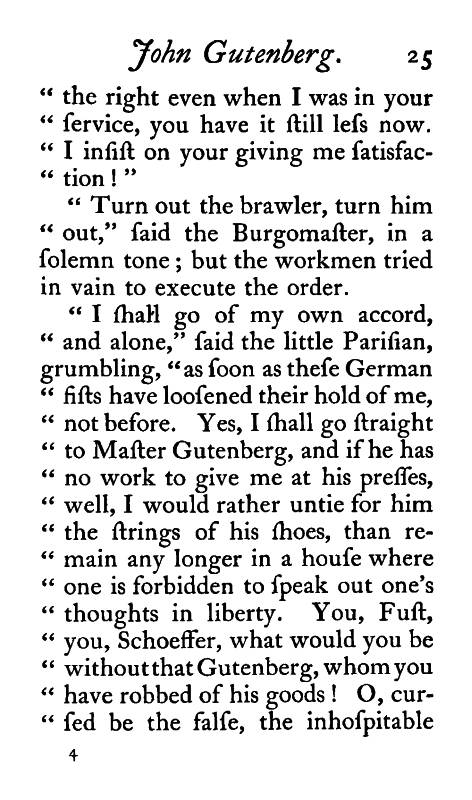 John Gutenberg. 25
“ the right even when I was in your
“ ſervice, you have it ſtill leſs now.
“ I inſiſt on your giving me ſatisfac-
“ tion ! ”
“ Turn out the brawler, turn him
“ out,” ſaid the Burgomaſter, in a
ſolemn tone ; but the workmen tried
in vain to execute the order.
“ I ſhall go of my own accord,
“ and alone,” ſaid the little Pariſian,
grumbling, “as ſoon as theſe German
“ fiſts have looſened their hold of me,
“ not before. Yes, I ſhall go ſtraight
“ to Maſter Gutenberg, and if he has
“ no work to give me at his preſſes,
“ well, I would rather untie for him
“ the ſtrings of his ſhoes, than re-
“ main any longer in a houſe where
“ one is forbidden to ſpeak out one’s
“ thoughts in liberty. You, Fuſt,
“ you, Schoeffer, what would you be
“ without that Gutenberg, whom you
“ have robbed of his goods ! O, cur-
“ ſed be the falſe, the inhoſpitable
4